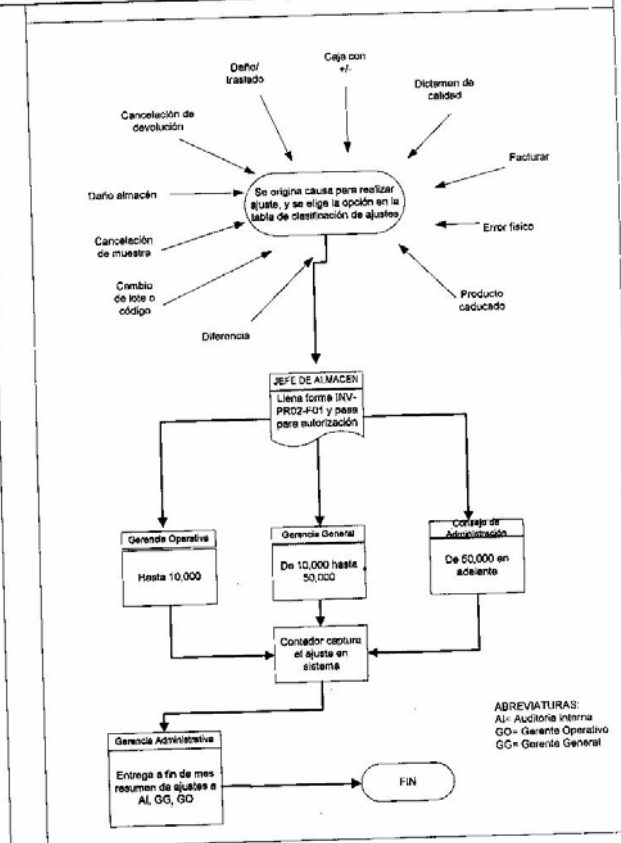 Daño/
traslado
Caja con
+/-
Dictamen de
calidad
Cancelación de
devolución
Facturar
Daño almacén
Se origina causa para realizar
ajuste, y se elige la opción en la
tabla de clasificación de ajustes
Error físico
Cancelación
de muestra
Cambio
de lote o
código
Producto
caducado
Diferencia
JEFE DE ALMACEN
Llena forma INV-
PR02-F01 y pasa
para autorización
Gerencia Operativa
Hasta 10,000
Gerencia General
De 10,000 hasta
50,000
Consejo de
Administración
De 50,000 en
adelante
Contador captura
el ajuste en
sistema
ABREVIATURAS:
AI= Auditoria Interna
GO= Gerente Operativo
GG= Gerente General
Gerencia Administrativa
Entrega a fin de mes
resumen de ajustes a
AI, GG, GO
FIN